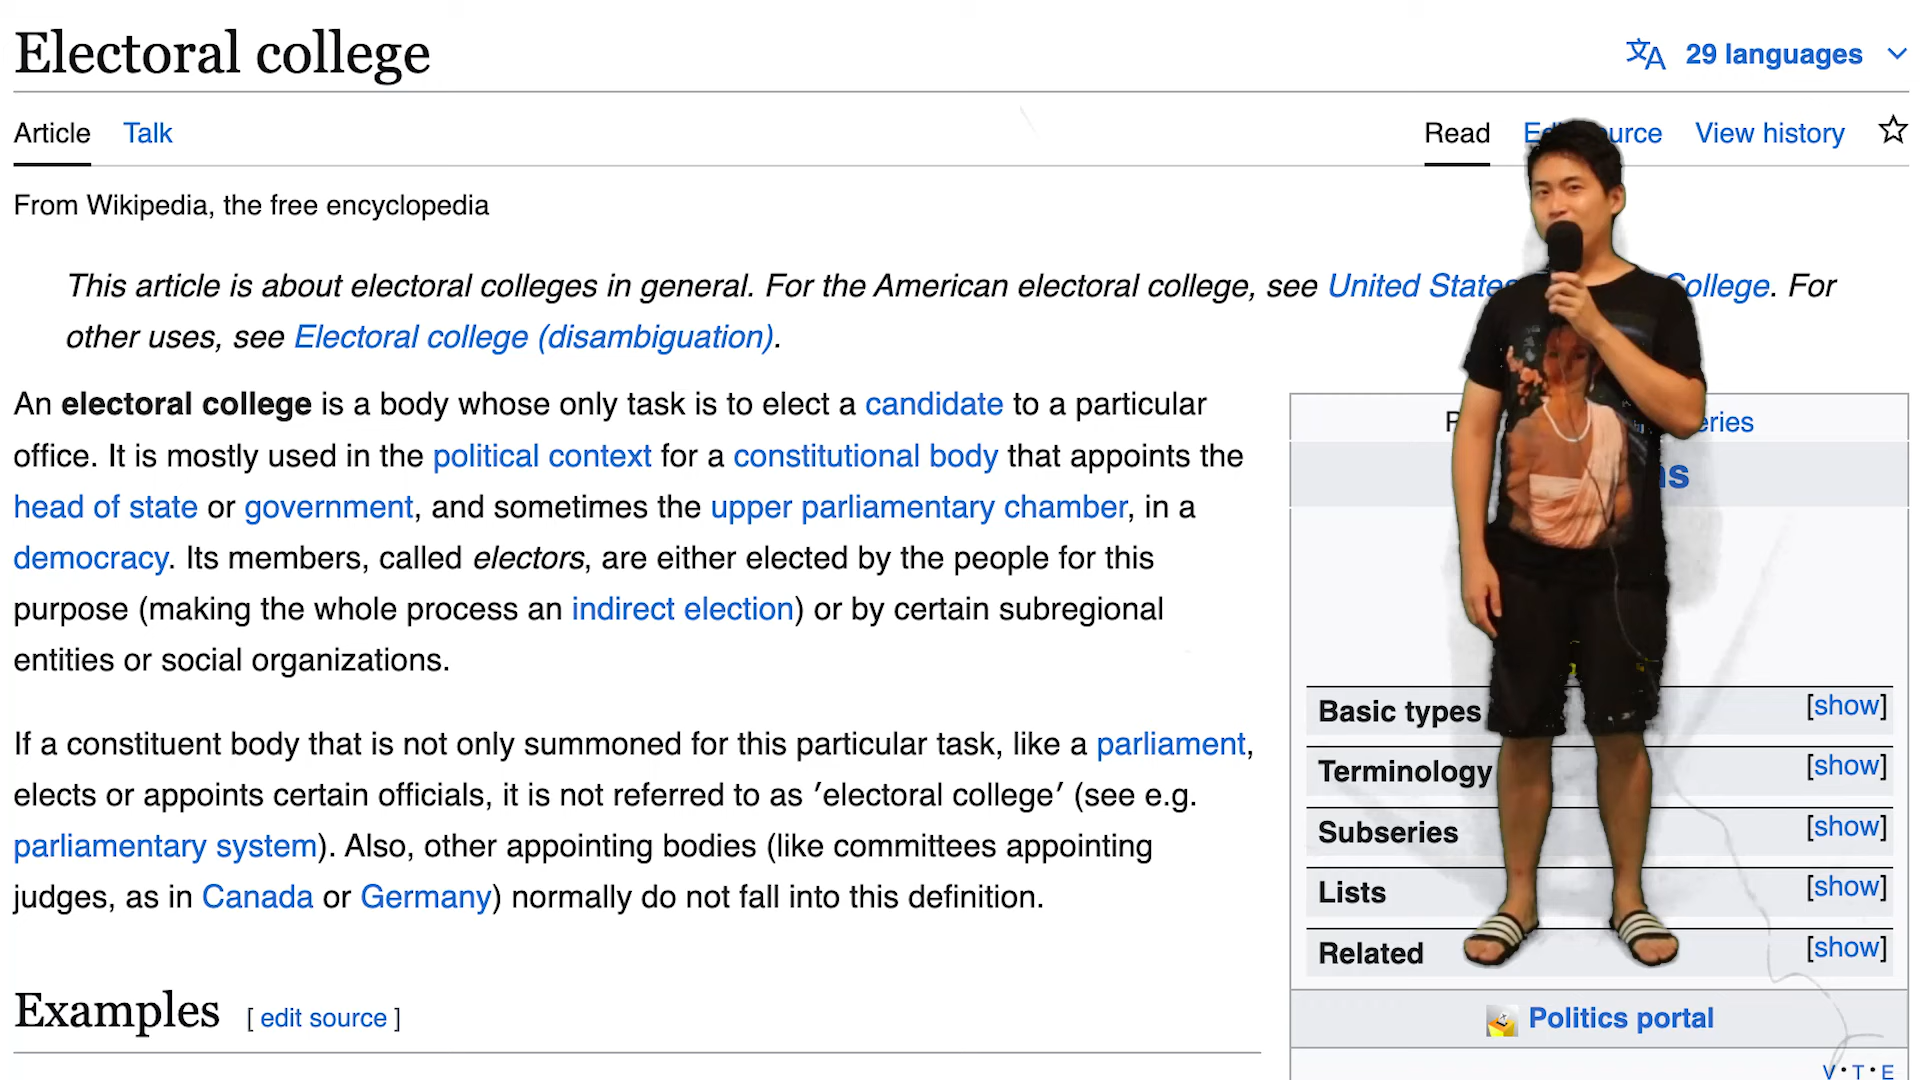 Electoral college
29 languages
Article Talk
Read source View history
From Wikipedia, the free encyclopedia
This article is about electoral colleges in general. For the American electoral college, see United States College. For
other uses, see Electoral college (disambiguation).
An electoral college is a body whose only task is to elect a candidate to a particular
office. It is mostly used in the political context for a constitutional body that appoints the
head of state or government, and sometimes the upper parliamentary chamber, in a
democracy. Its members, called electors, are either elected by the people for this
purpose (making the whole process an indirect election) or by certain subregional
entities or social organizations.
If a constituent body that is not only summoned for this particular task, like a parliament,
elects or appoints certain officials, it is not referred to as ′electoral college′ (see e.g.
parliamentary system). Also, other appointing bodies (like committees appointing
judges, as in Canada or Germany) normally do not fall into this definition.
Examples [ edit source ]
Basic types [show]
Terminology [show]
Subseries [show]
Lists [show]
Related [show]
Politics portal
V • T • E